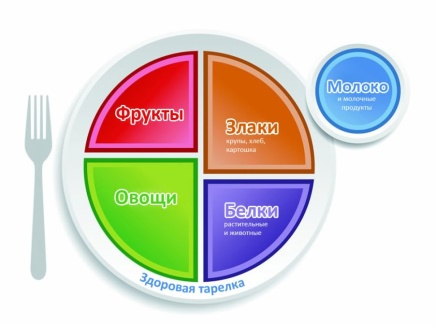 Фрукты
Злаки
крупы, хлеб,
картошка
Молоко
и молочные
продукты
Овощи
Белки
растительные
и животные
Здоровая тарелка